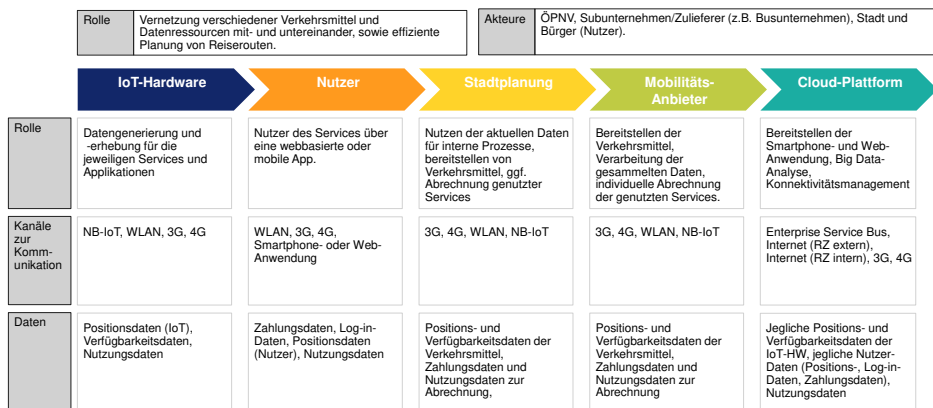 Rolle
Vernetzung verschiedener Verkehrsmittel und
Datenressourcen mit- und untereinander, sowie effiziente
Planung von Reiserouten.
Akteure
ÖPNV, Subunternehmen/Zulieferer (z.B. Busunternehmen), Stadt und
Bürger (Nutzer).
IoT-Hardware
Nutzer
Stadtplanung
Mobilitäts-
Anbieter
Cloud-Plattform
Rolle
Datengenerierung und
-erhebung für die
jeweiligen Services und
Applikationen
Nutzer des Services über
eine webbasierte oder
mobile App.
Nutzen der aktuellen Daten
für interne Prozesse,
bereitstellen von
Verkehrsmittel, ggf.
Abrechnung genutzter
Services
Bereitstellen der
Verkehrsmittel,
Verarbeitung der
gesammelten Daten,
individuelle Abrechnung
der genutzten Services.
Bereitstellen der
Smartphone- und Web-
Anwendung, Big Data-
Analyse,
Konnektivitätsmanagement
Kanäle
zur
Komm-
unikation
NB-IoT, WLAN, 3G, 4G
WLAN, 3G, 4G,
Smartphone- oder Web-
Anwendung
3G, 4G, WLAN, NB-IoT
3G, 4G, WLAN, NB-IoT
Enterprise Service Bus,
Internet (RZ extern),
Internet (RZ intern), 3G, 4G
Daten
Positionsdaten (IoT),
Verfügbarkeitsdaten,
Nutzungsdaten
Zahlungsdaten, Log-in-
Daten, Positionsdaten
(Nutzer), Nutzungsdaten
Positions- und
Verfügbarkeitsdaten der
Verkehrsmittel,
Zahlungsdaten und
Nutzungsdaten zur
Abrechnung,
Positions- und
Verfügbarkeitsdaten der
Verkehrsmittel,
Zahlungsdaten und
Nutzungsdaten zur
Abrechnung
Jegliche Positions- und
Verfügbarkeitsdaten der
IoT-HW, jegliche Nutzer-
Daten (Positions-, Log-in-
Daten, Zahlungsdaten),
Nutzungsdaten